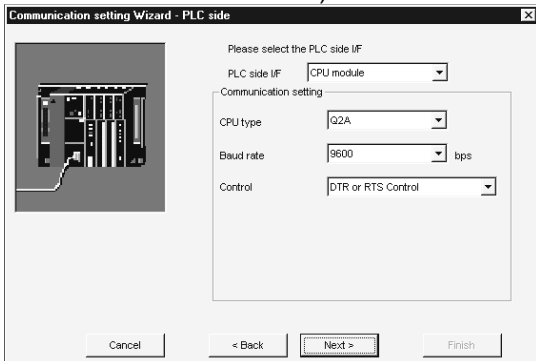 Communication setting Wizard - PLC side
Please select the PLC side I/F
PLC side I/F CPU module
Communication setting
CPU type Q2A
Baud rate 9600 bps
Control DTR or RTS Control
Cancel < Back Next > Finish